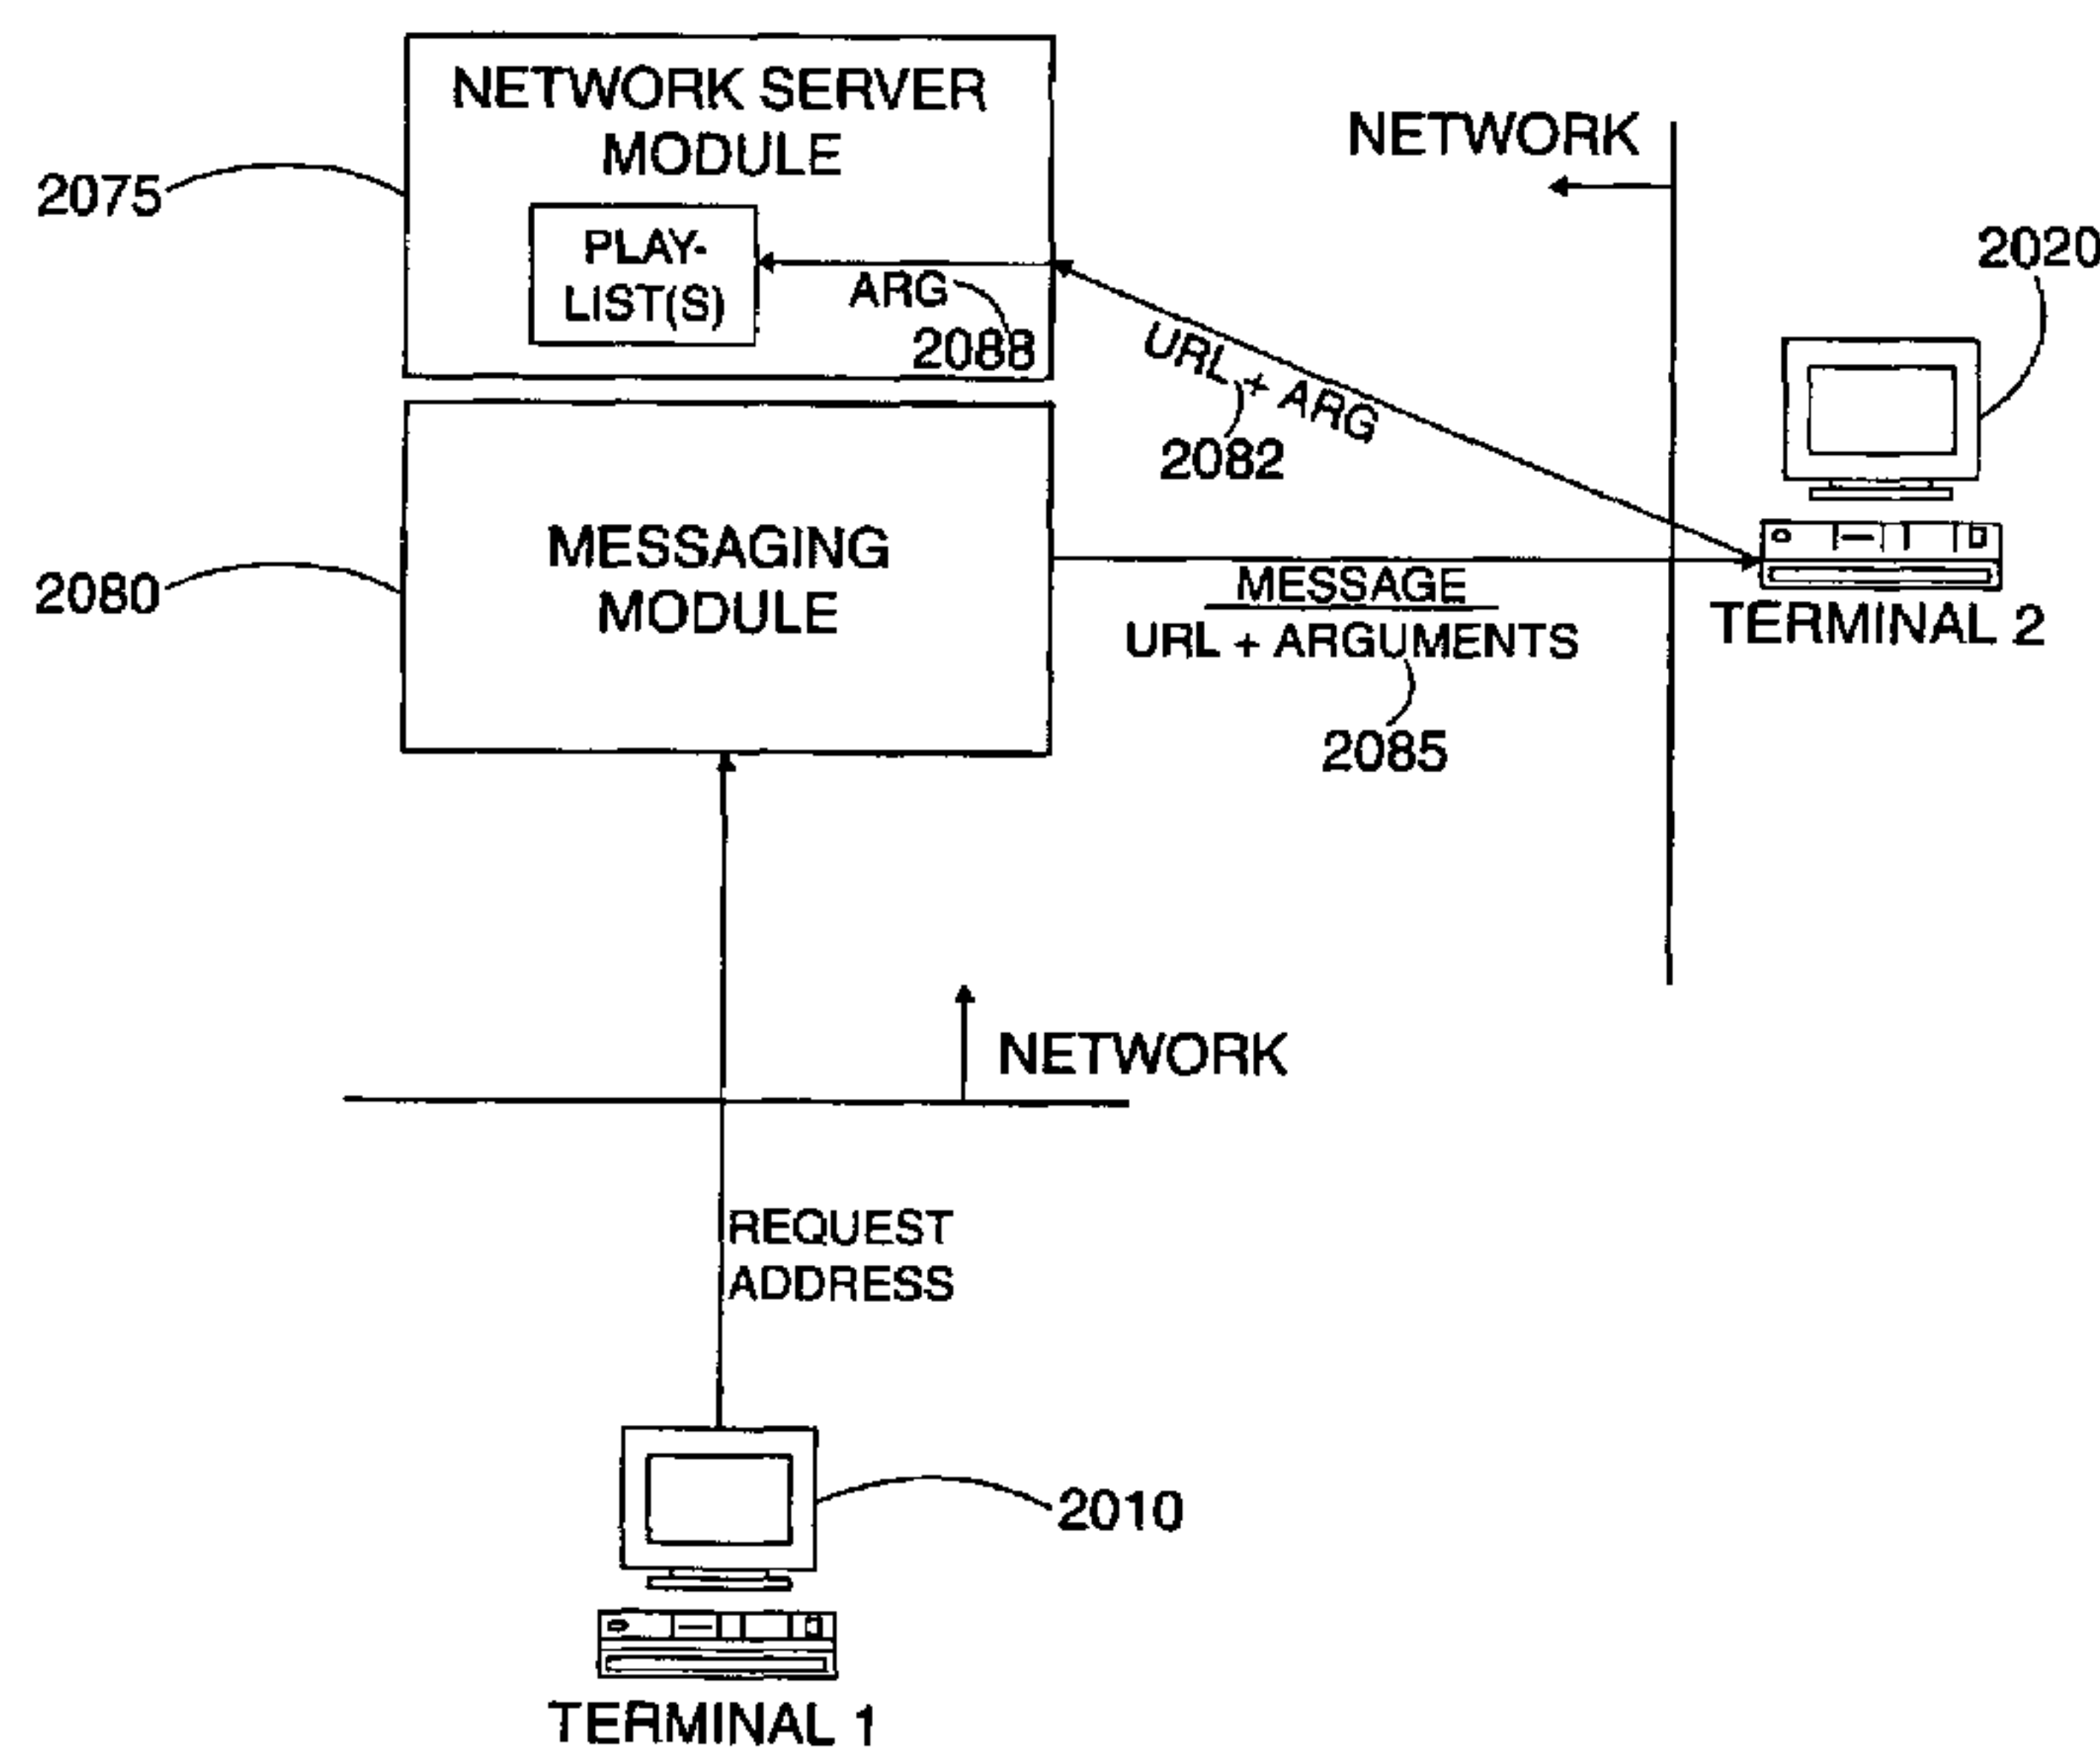 NETWORK SERVER
MODULE
NETWORK
2075
2020
PLAY-
LIST(S)
ARG
2088
URL + ARG
2082
MESSAGING
MODULE
2080
MESSAGE
URL + ARGUMENTS
TERMINAL 2
2085
NETWORK
REQUEST
ADDRESS
2010
TERMINAL 1